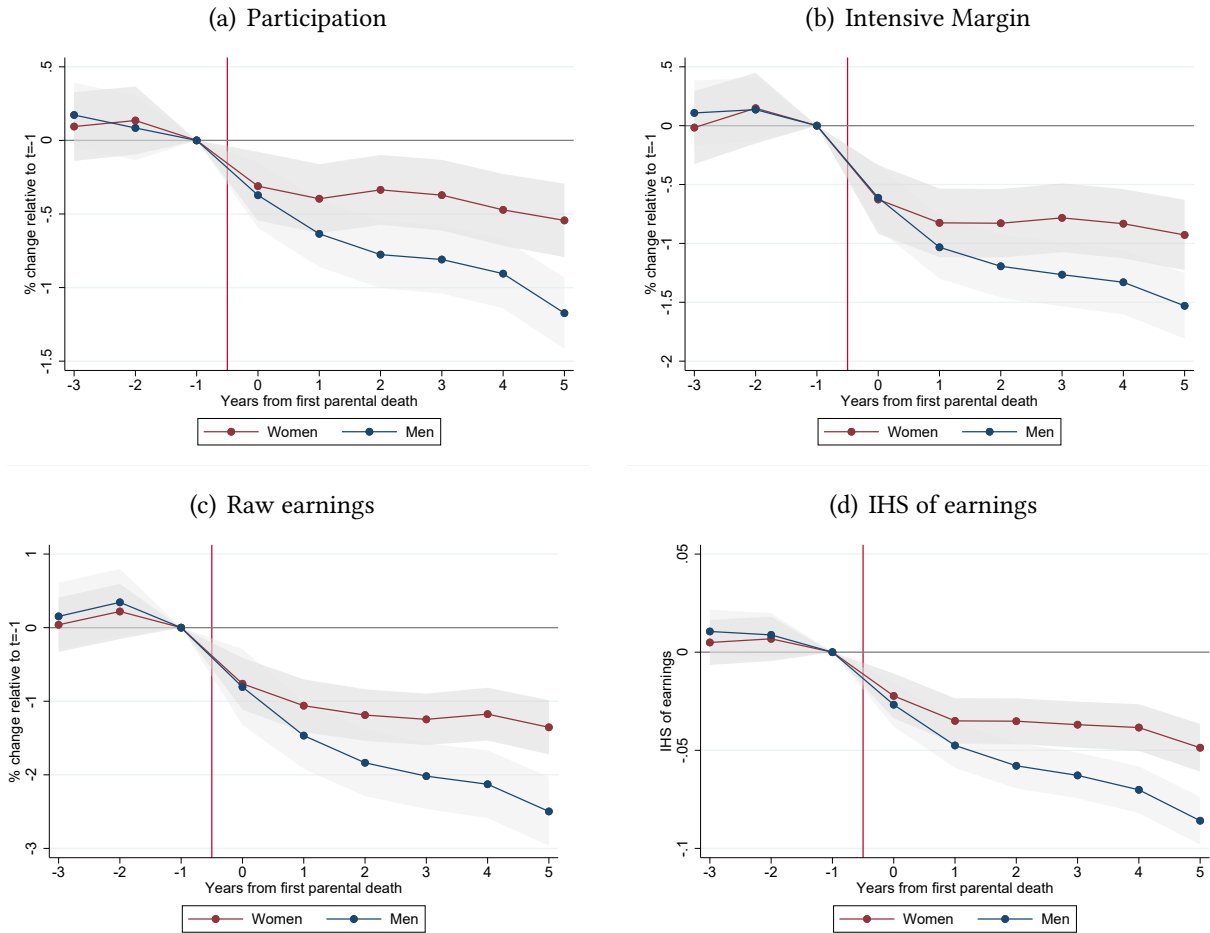 (a) Participation
% change relative to t=-1
.5
0
-.5
-1
-1.5
-3 -2 -1 0 1 2 3 4 5
Years from first parental death
Women Men
(b) Intensive Margin
% change relative to t=-1
.5
0
-.5
-1
-1.5
-2
-3 -2 -1 0 1 2 3 4 5
Years from first parental death
Women Men
(c) Raw earnings
% change relative to t=-1
1
0
-1
-2
-3
-3 -2 -1 0 1 2 3 4 5
Years from first parental death
Women Men
(d) IHS of earnings
IHS of earnings
.05
0
-.05
-.1
-3 -2 -1 0 1 2 3 4 5
Years from first parental death
Women Men